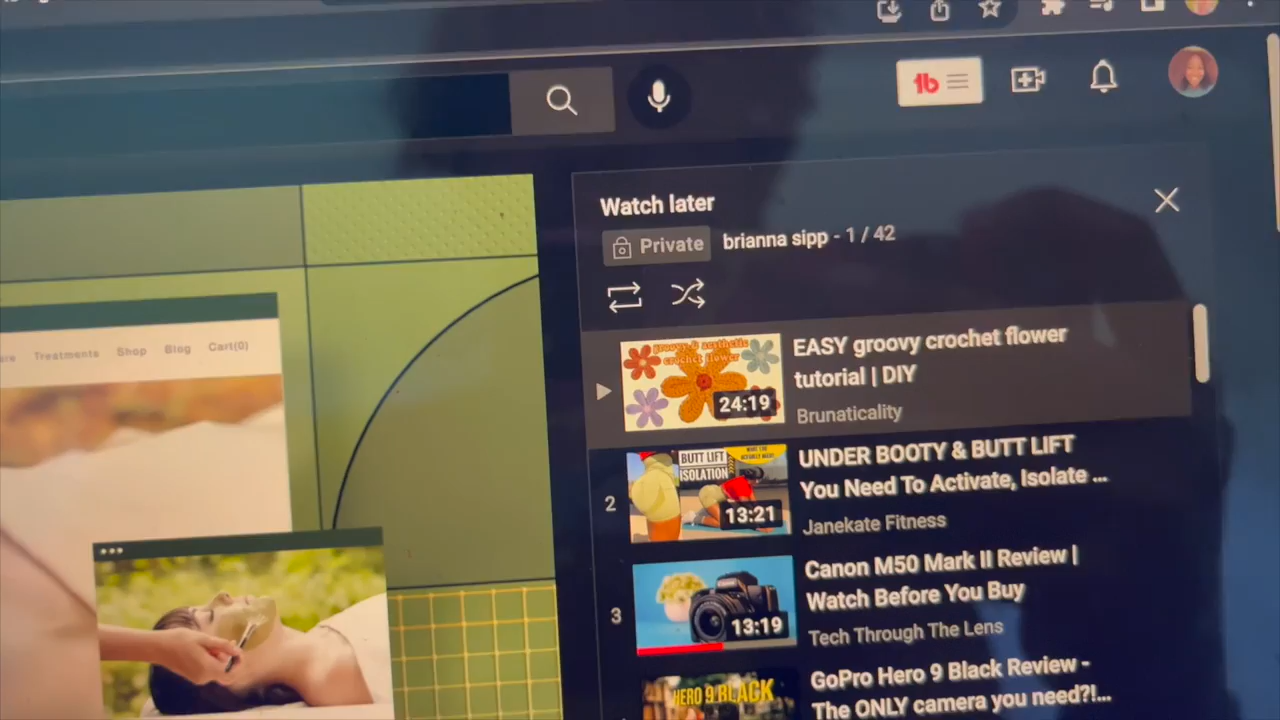 Watch later
Private brianna sipp - 1 / 42
Treatments Shop Blog Cart(0)
groovy & aesthetic
crochet flower
24:19
EASY groovy crochet flower
tutorial | DIY
Brunaticality
2
BUTT LIFT
ISOLATION
13:21
UNDER BOOTY & BUTT LIFT
You Need To Activate, Isolate ...
Janekate Fitness
3
13:19
Canon M50 Mark II Review |
Watch Before You Buy
Tech Through The Lens
HERO 9 BLACK
GoPro Hero 9 Black Review -
The ONLY camera you need?!...